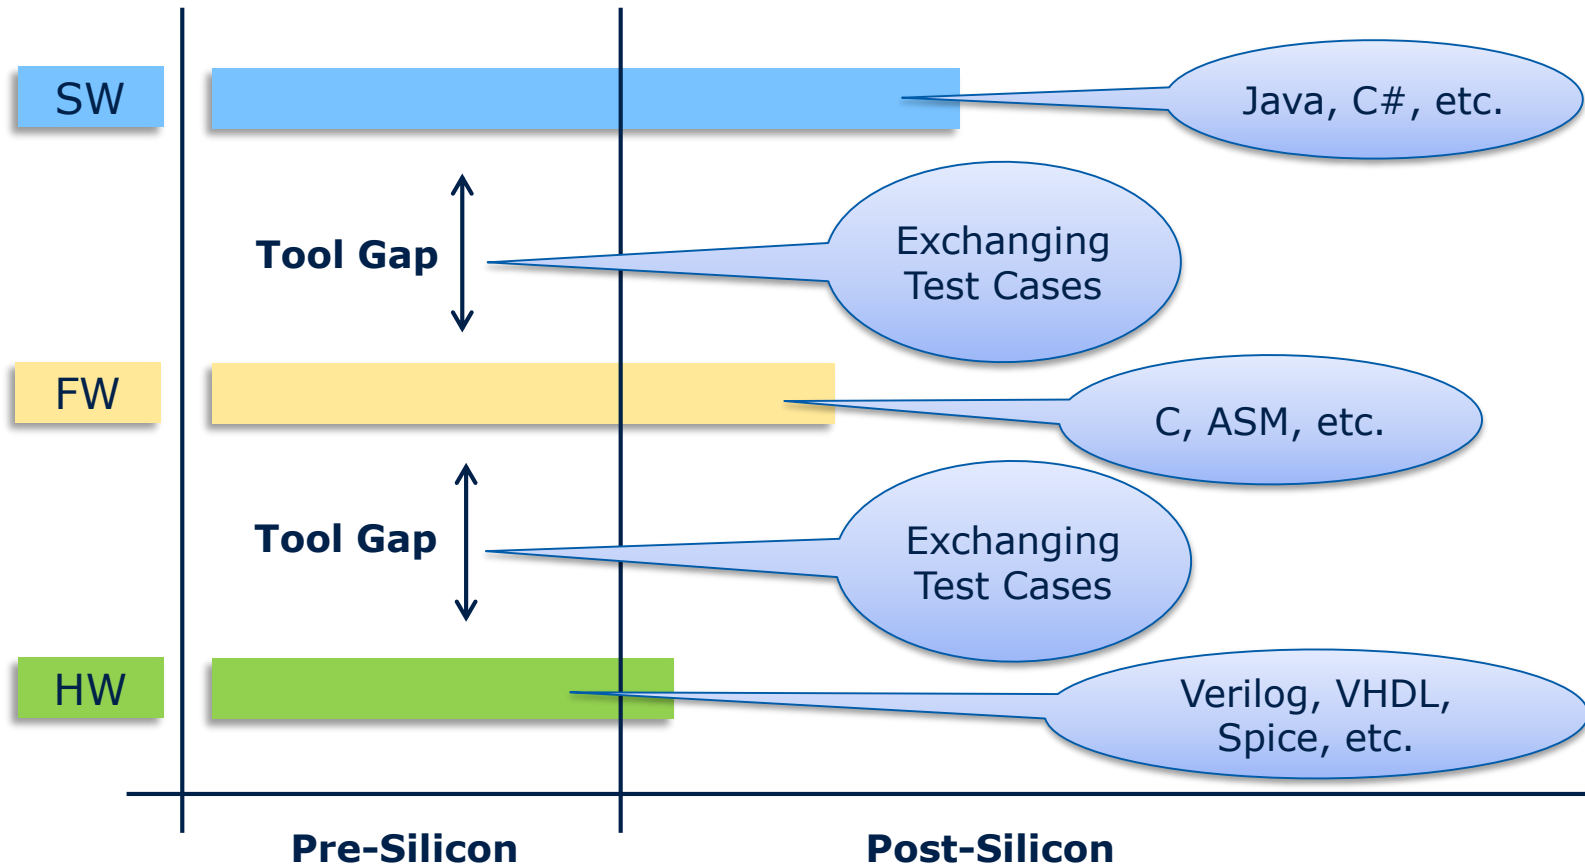 SW
Java, C#, etc.
Tool Gap
Exchanging
Test Cases
FW
C, ASM, etc.
Tool Gap
Exchanging
Test Cases
HW
Verilog, VHDL,
Spice, etc.
Pre-Silicon
Post-Silicon